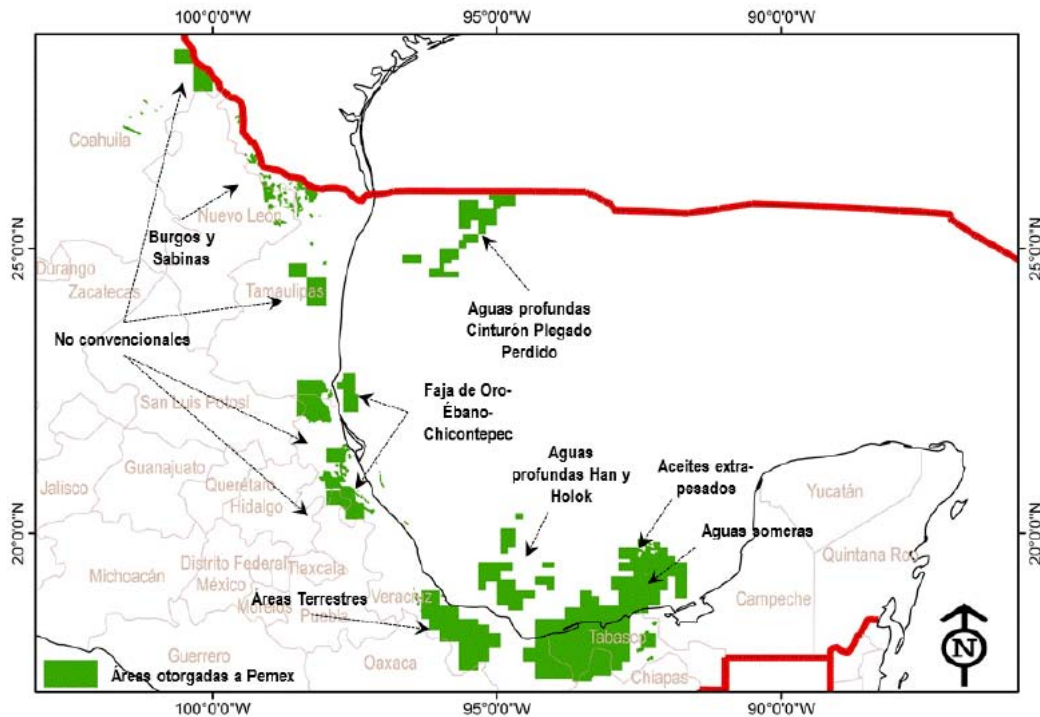 100°0'0"W
95°0'0"W
90°0'0"W
25°0'0"N
20°0'0"N
25°0'0"N
20°0'0"N
Coahuila
Nuevo León
Burgos y
Sabinas
Durango
Zacatecas
Tamaulipas
No convencionales
Aguas profundas
Cinturón Plegado
Perdido
San Luis Potosí
Faja de Oro-
Ébano-
Chicontepec
Guanajuato
Querétaro
Jalisco
Hidalgo
Aguas
profundas Han y
Holok
Aceites extra-
pesados
Yucatán
Aguas someras
Quintana Roo
Michoacán
Distrito Federal
México
Tlaxcala
Morelos
Puebla
Veracruz
Campeche
Áreas Terrestres
Tabasco
Guerrero
Oaxaca
Chiapas
Áreas otorgadas a Pemex
N
100°0'0"W
95°0'0"W
90°0'0"W